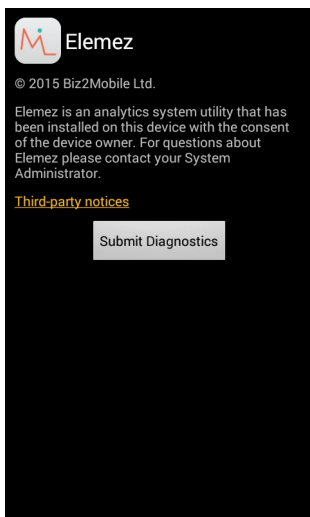 Elemez
© 2015 Biz2Mobile Ltd.
Elemez is an analytics system utility that has
been installed on this device with the consent
of the device owner. For questions about
Elemez please contact your System
Administrator.
Third-party notices
Submit Diagnostics